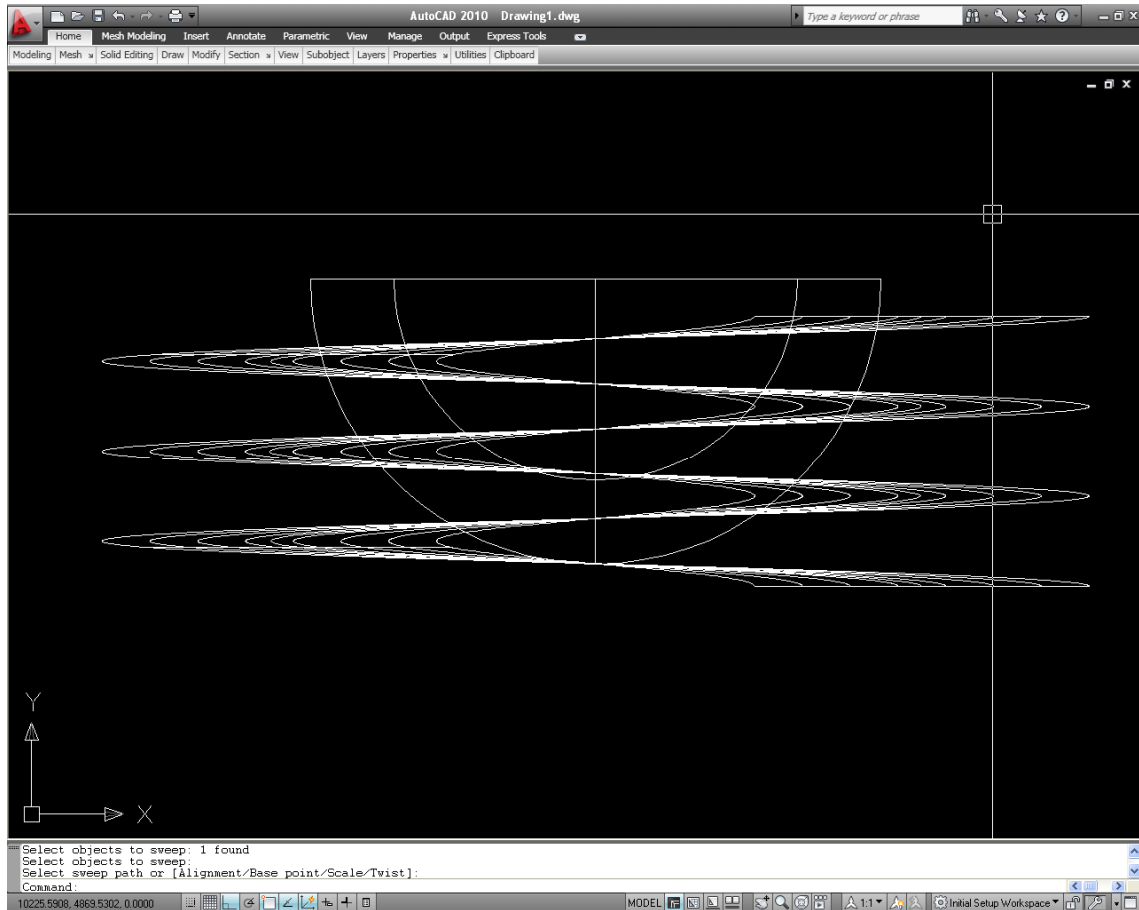 AutoCAD 2010 Drawing1.dwg
Type a keyword or phrase
Home Mesh Modeling Insert Annotate Parametric View Manage Output Express Tools
Modeling Mesh Solid Editing Draw Modify Section View Subobject Layers Properties Utilities Clipboard
Y
X
Select objects to sweep: 1 found
Select objects to sweep:
Select sweep path or [Alignment/Base point/Scale/Twist]:
Command:
10225.5908, 4869.5302, 0.0000 MODEL 1:1 Initial Setup Workspace